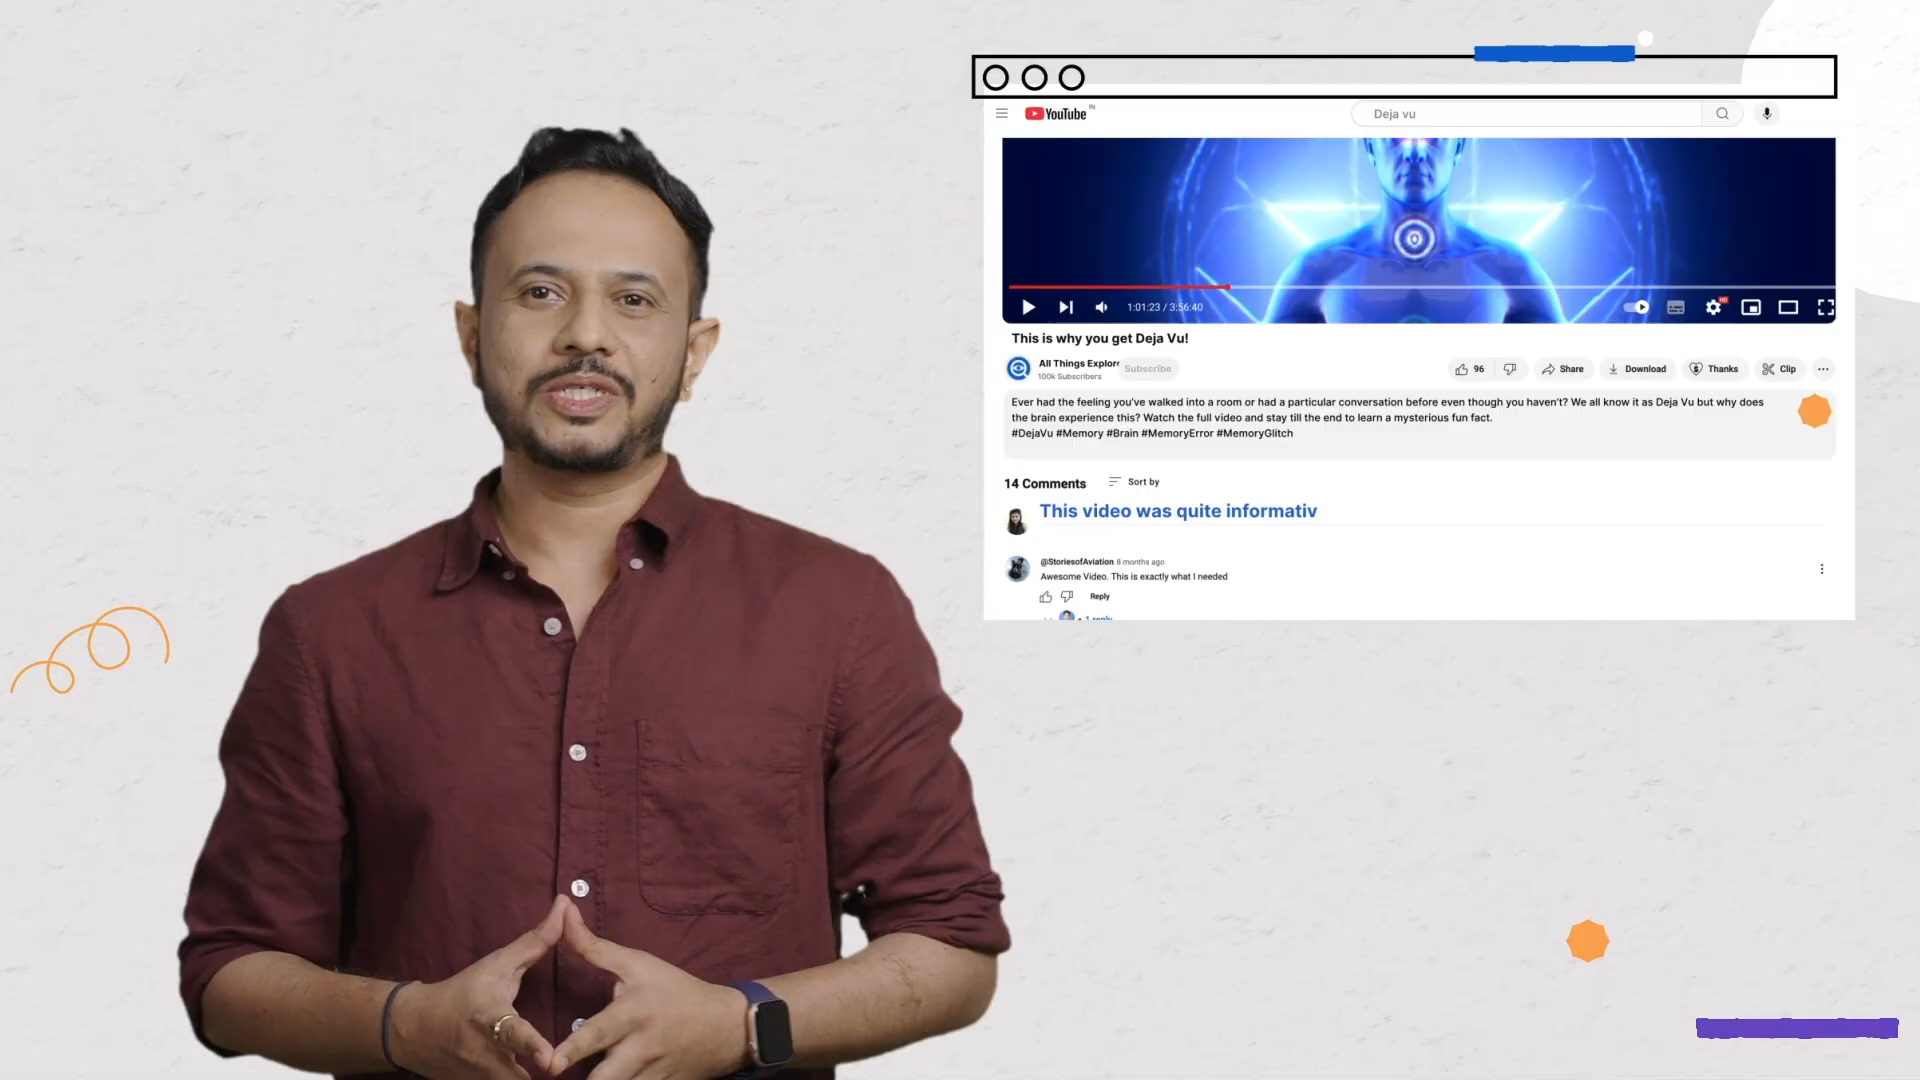 YouTube IN
Deja vu
1:01:23 / 3:56:40
HD
This is why you get Deja Vu!
All Things Explore
100k Subscribers
Subscribe
96
Share
Download
Thanks
Clip
Ever had the feeling you've walked into a room or had a particular conversation before even though you haven't? We all know it as Deja Vu but why does
the brain experience this? Watch the full video and stay till the end to learn a mysterious fun fact.
#DejaVu #Memory #Brain #MemoryError #MemoryGlitch
14 Comments
Sort by
This video was quite informativ
@StoriesofAviation 8 months ago
Awesome Video. This is exactly what I needed
Reply
1 reply